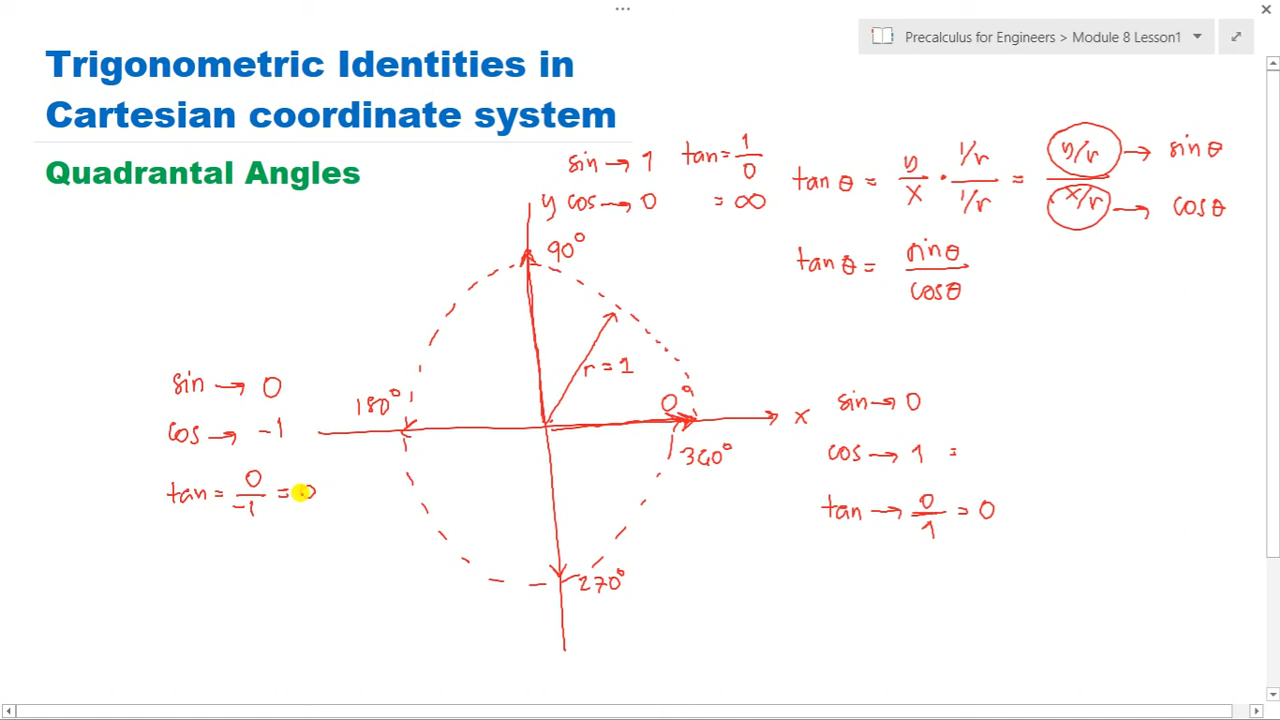 Precalculus for Engineers > Module 8 Lesson1
Trigonometric Identities in
Cartesian coordinate system
Quadrantal Angles
sin → 1 tan = 1/0
y cos → 0 = ∞
tan θ = y/x · 1/r / 1/r = y/r / x/r
y/r → sin θ
x/r → cos θ
tan θ = sin θ / cos θ
90°
r = 1
sin → 0
cos → -1
tan = 0/-1 = 0
180°
0°
x
360°
270°
sin → 0
cos → 1 =
tan → 0/1 = 0